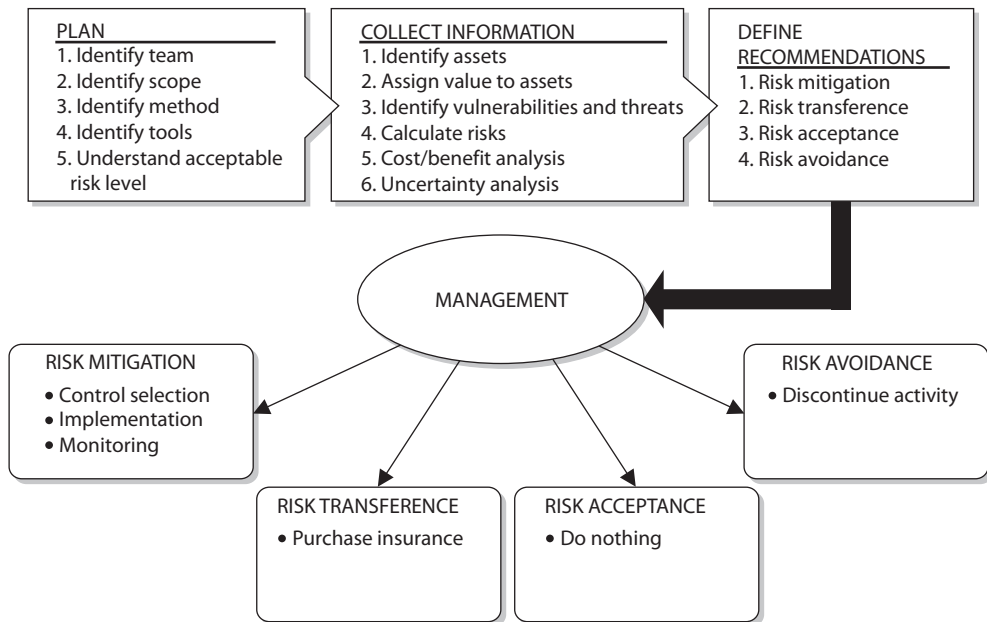 PLAN
1. Identify team
2. Identify scope
3. Identify method
4. Identify tools
5. Understand acceptable
risk level
COLLECT INFORMATION
1. Identify assets
2. Assign value to assets
3. Identify vulnerabilities and threats
4. Calculate risks
5. Cost/benefit analysis
6. Uncertainty analysis
DEFINE
RECOMMENDATIONS
1. Risk mitigation
2. Risk transference
3. Risk acceptance
4. Risk avoidance
MANAGEMENT
RISK MITIGATION
• Control selection
• Implementation
• Monitoring
RISK TRANSFERENCE
• Purchase insurance
RISK ACCEPTANCE
• Do nothing
RISK AVOIDANCE
• Discontinue activity